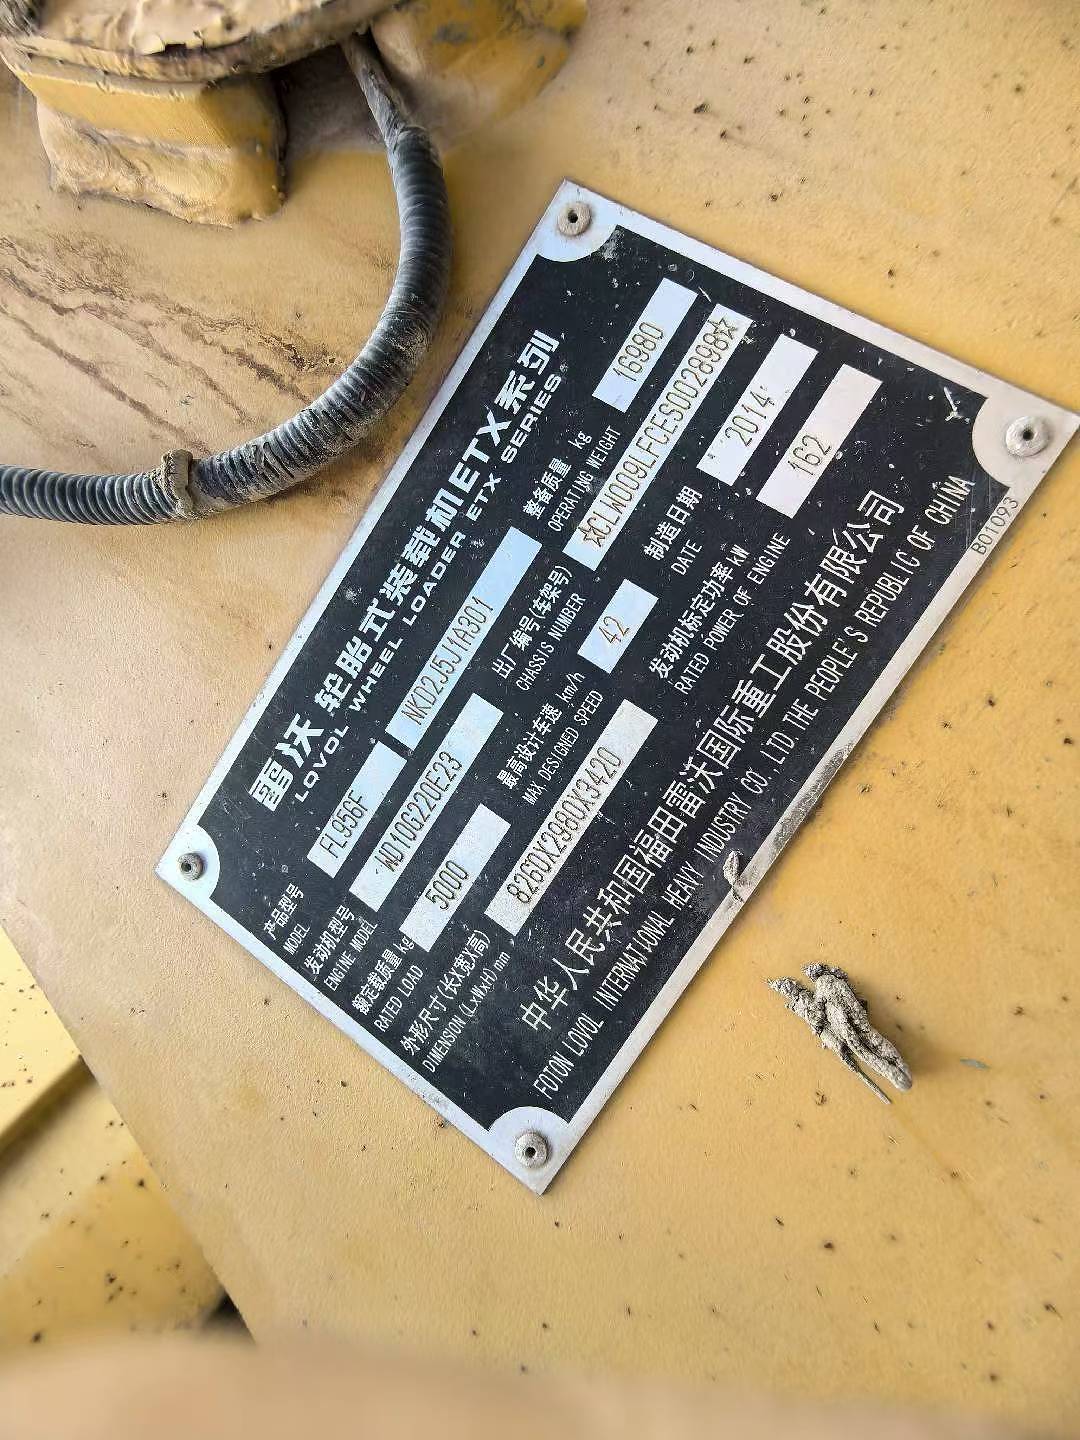 雷沃 轮胎式装载机ETX系列
LOVOL WHEEL LOADER ETX SERIES
产品型号
MODEL
FL956F
NKD2J5J1A301
整备质量 kg
OPERATING WEIGHT
16980
发动机型号
ENGINE MODEL
WD10G220E23
出厂编号(车架号)
CHASSIS NUMBER
☆CLW009LFCES002898☆
额定载质量 kg
RATED LOAD
5000
最高设计车速 km/h
MAX.DESIGNED SPEED
42
制造日期
DATE
2014
外形尺寸(长X宽X高)
DIMENSION(LxWxH) mm
8260X2980X3420
发动机标定功率 kW
RATED POWER OF ENGINE
162
中华人民共和国福田雷沃国际重工股份有限公司
FOTON LOVOL INTERNATIONAL HEAVY INDUSTRY CO.,LTD.THE PEOPLE'S REPUBLIC OF CHINA
B01093